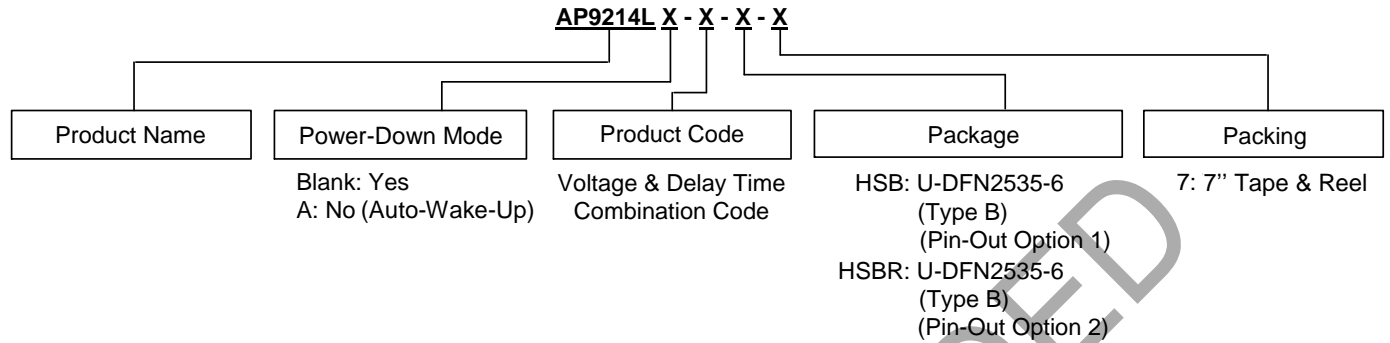 AP9214L X - X - X - X
Product Name
Power-Down Mode
Blank: Yes
A: No (Auto-Wake-Up)
Product Code
Voltage & Delay Time
Combination Code
Package
HSB: U-DFN2535-6
(Type B)
(Pin-Out Option 1)
HSBR: U-DFN2535-6
(Type B)
(Pin-Out Option 2)
Packing
7: 7'' Tape & Reel